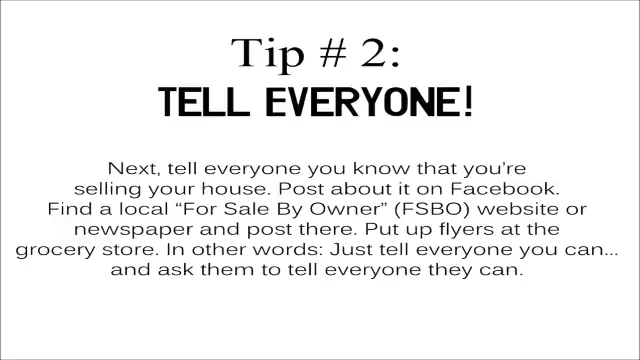 Tip # 2:
TELL EVERYONE!
Next, tell everyone you know that you're
selling your house. Post about it on Facebook.
Find a local “For Sale By Owner” (FSBO) website or
newspaper and post there. Put up flyers at the
grocery store. In other words: Just tell everyone you can...
and ask them to tell everyone they can.